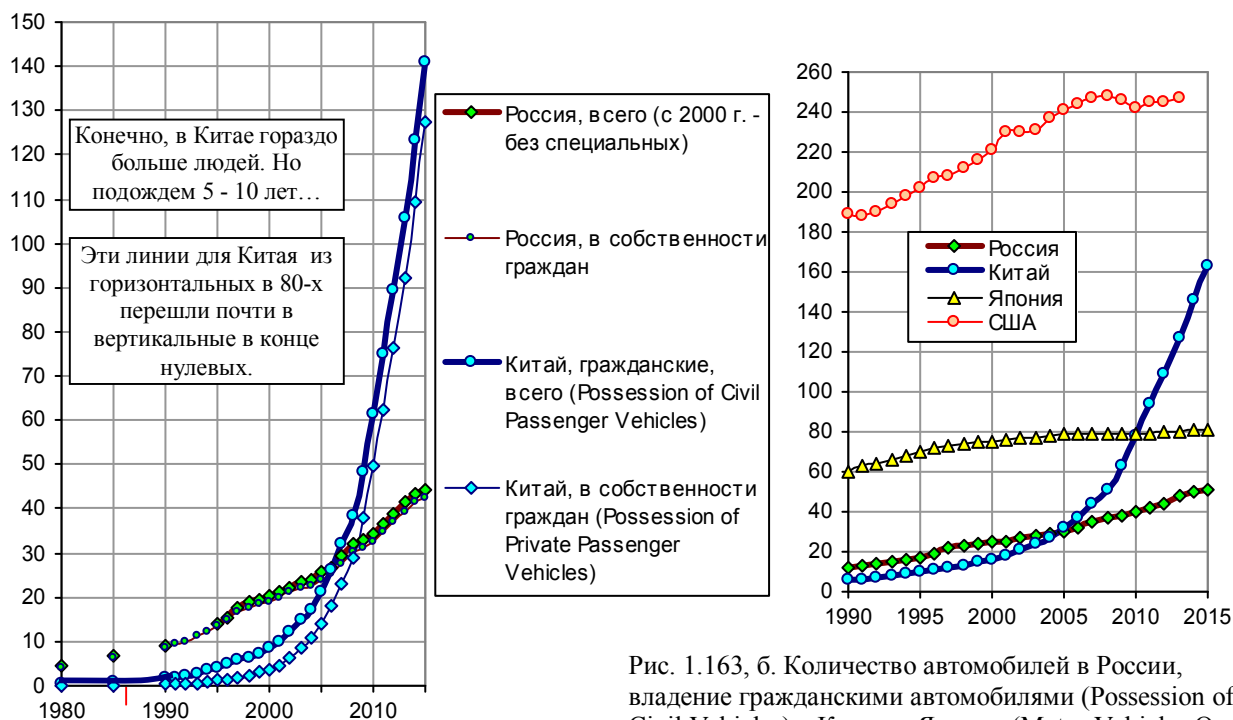 150
140
130
120
110
100
90
80
70
60
50
40
30
20
10
0
1980
1990
2000
2010
Конечно, в Китае гораздо
больше людей. Но
подождем 5 - 10 лет…
Эти линии для Китая из
горизонтальных в 80-х
перешли почти в
вертикальные в конце
нулевых.
Россия, всего (с 2000 г. -
без специальных)
Россия, в собственности
граждан
Китай, гражданские,
всего (Possession of Civil
Passenger Vehicles)
Китай, в собственности
граждан (Possession of
Private Passenger
Vehicles)
260
240
220
200
180
160
140
120
100
80
60
40
20
0
1990
1995
2000
2005
2010
2015
Россия
Китай
Япония
США
Рис. 1.163, б. Количество автомобилей в России,
владение гражданскими автомобилями (Possession of